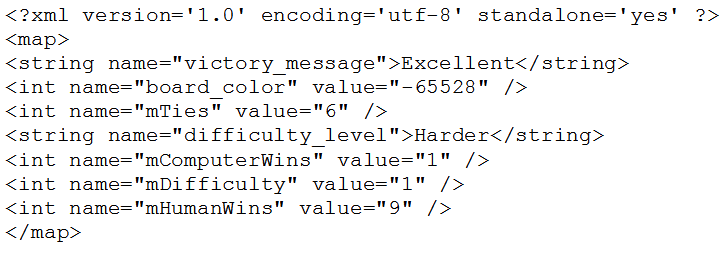 <?xml version='1.0' encoding='utf-8' standalone='yes' ?>
<map>
<string name="victory_message">Excellent</string>
<int name="board_color" value="-65528" />
<int name="mTies" value="6" />
<string name="difficulty_level">Harder</string>
<int name="mComputerWins" value="1" />
<int name="mDifficulty" value="1" />
<int name="mHumanWins" value="9" />
</map>